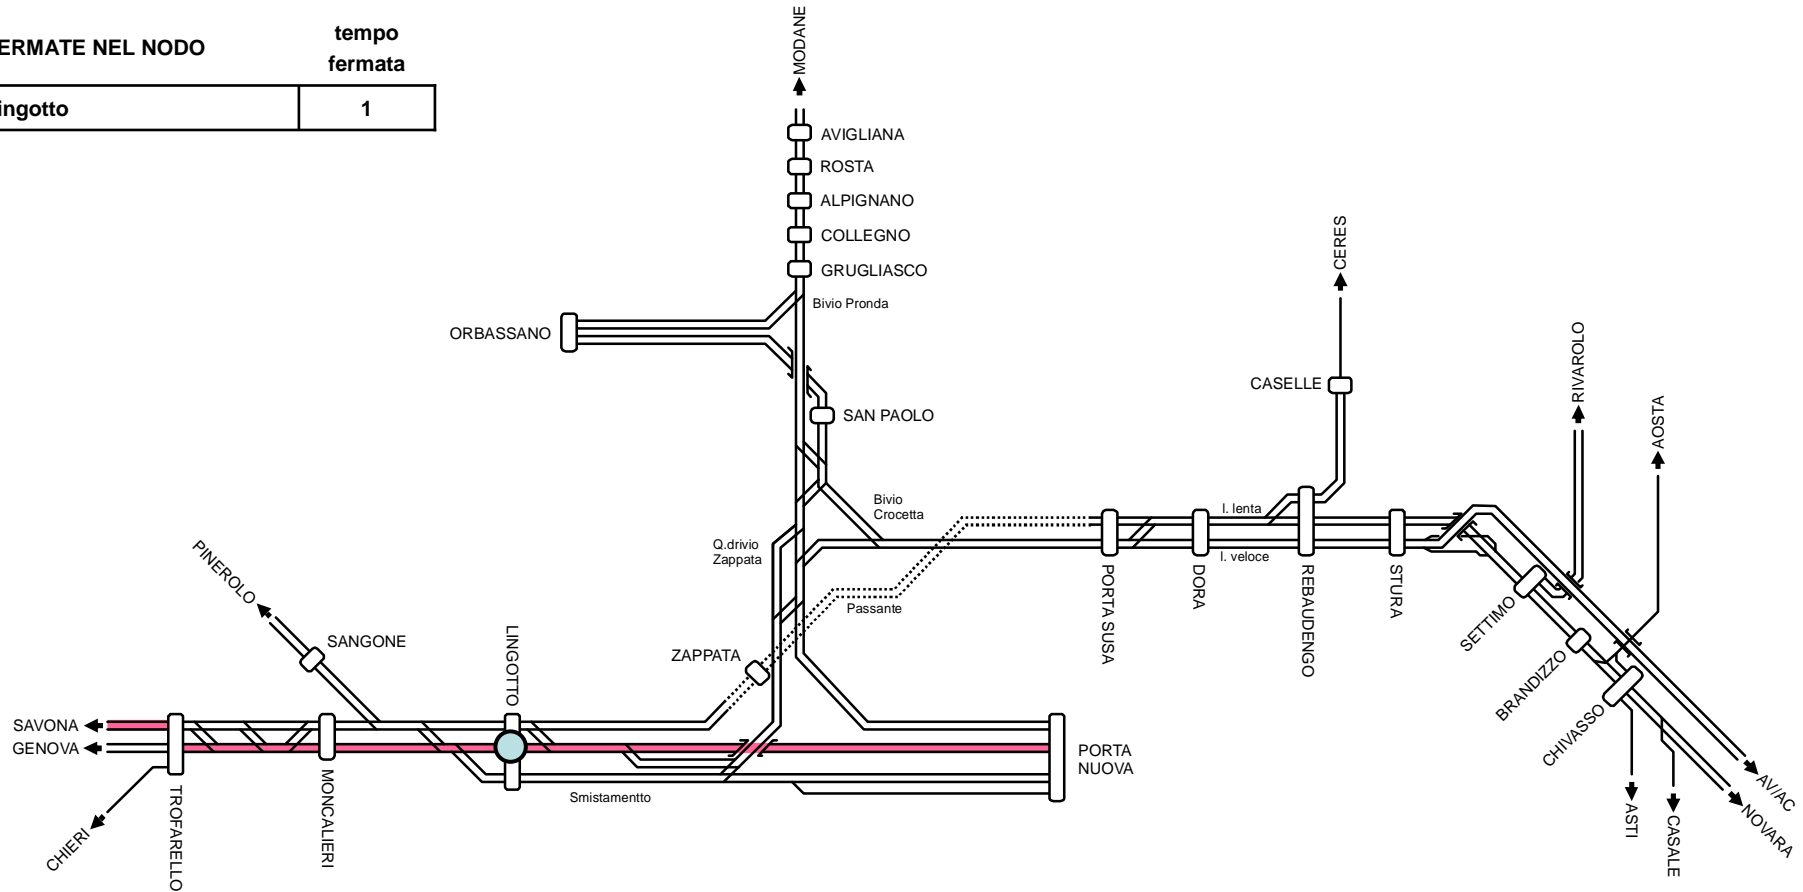 ERMATE NEL NODO
tempo
fermata
ingotto
1
MODANE
AVIGLIANA
ROSTA
ALPIGNANO
COLLEGNO
GRUGLIASCO
Bivio Pronda
ORBASSANO
SAN PAOLO
CERES
CASELLE
RIVAROLO
AOSTA
Bivio
Crocetta
l. lenta
l. veloce
Q.drivio
Zappata
Passante
PINEROLO
SANGONE
LINGOTTO
ZAPPATA
PORTA SUSA
DORA
REBAUDENGO
STURA
SETTIMO
BRANDIZZO
CHIVASSO
SAVONA
GENOVA
CHIERI
TROFARELLO
MONCALIERI
Smistamentto
PORTA
NUOVA
ASTI
CASALE
NOVARA
AV/AC